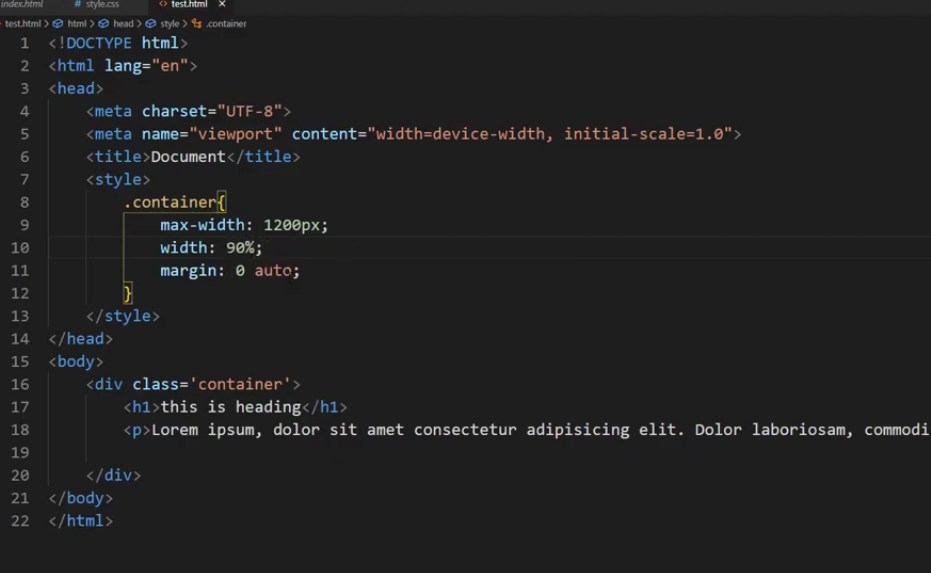 index.html # style.css <> test.html ×
test.html > html > head > style > .container
1 <!DOCTYPE html>
2 <html lang="en">
3 <head>
4 <meta charset="UTF-8">
5 <meta name="viewport" content="width=device-width, initial-scale=1.0">
6 <title>Document</title>
7 <style>
8 .container{
9 max-width: 1200px;
10 width: 90%;
11 margin: 0 auto;
12 }
13 </style>
14 </head>
15 <body>
16 <div class='container'>
17 <h1>this is heading</h1>
18 <p>Lorem ipsum, dolor sit amet consectetur adipisicing elit. Dolor laboriosam, commodi
19
20 </div>
21 </body>
22 </html>